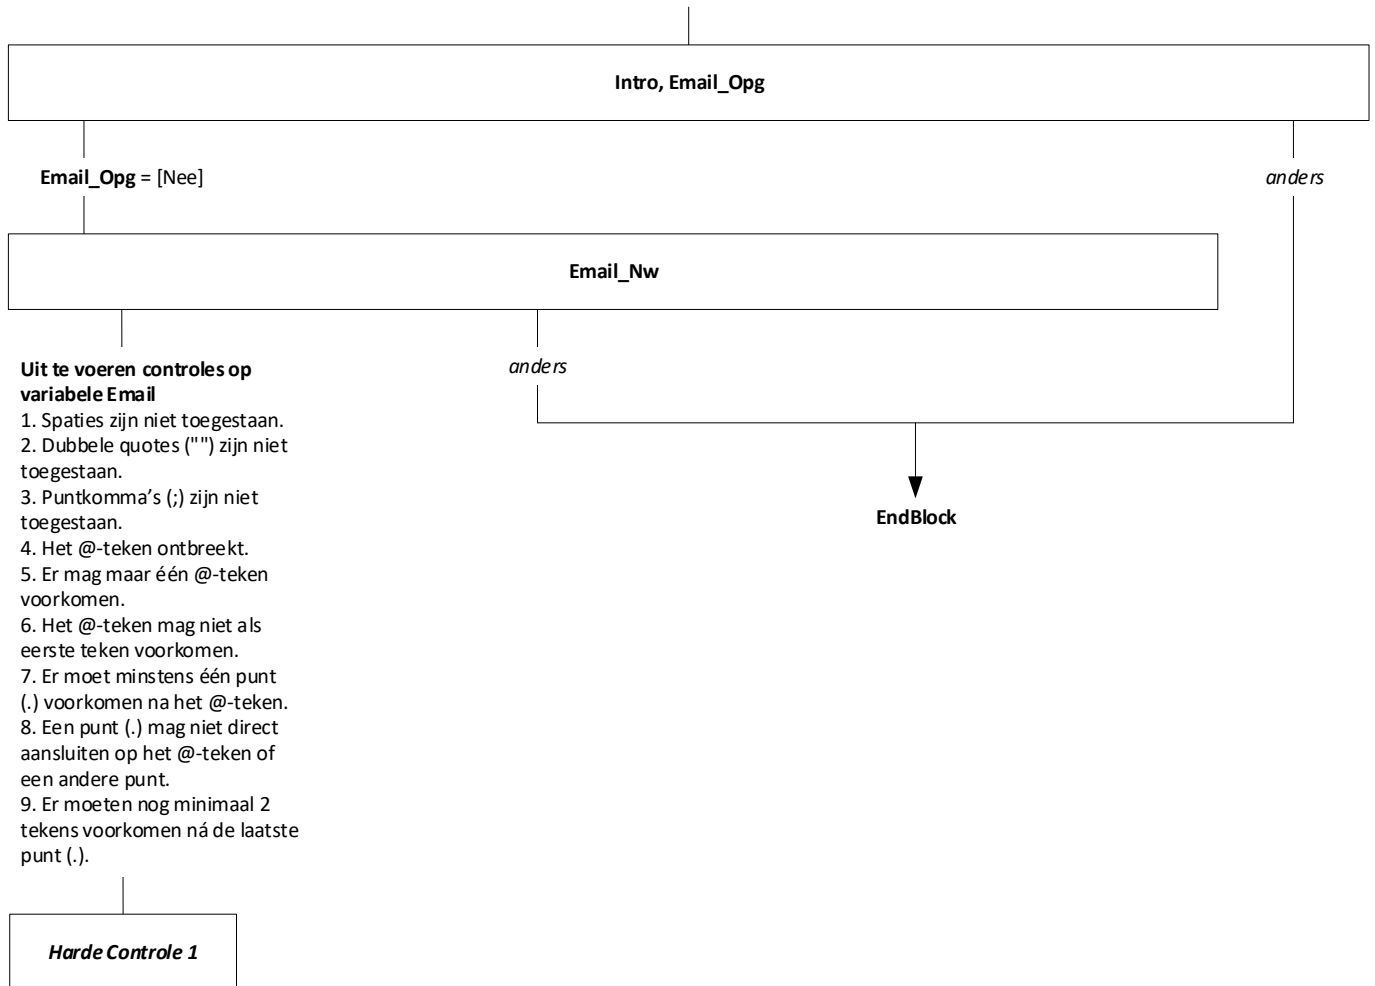 Intro, Email_Opg
Email_Opg = [Nee]
anders
Email_Nw
Uit te voeren controles op
variabele Email
1. Spaties zijn niet toegestaan.
2. Dubbele quotes ("") zijn niet
toegestaan.
3. Puntkomma's (;) zijn niet
toegestaan.
4. Het @-teken ontbreekt.
5. Er mag maar één @-teken
voorkomen.
6. Het @-teken mag niet als
eerste teken voorkomen.
7. Er moet minstens één punt
(.) voorkomen na het @-teken.
8. Een punt (.) mag niet direct
aansluiten op het @-teken of
een andere punt.
9. Er moeten nog minimaal 2
tekens voorkomen ná de laatste
punt (.).
anders
EndBlock
Harde Controle 1